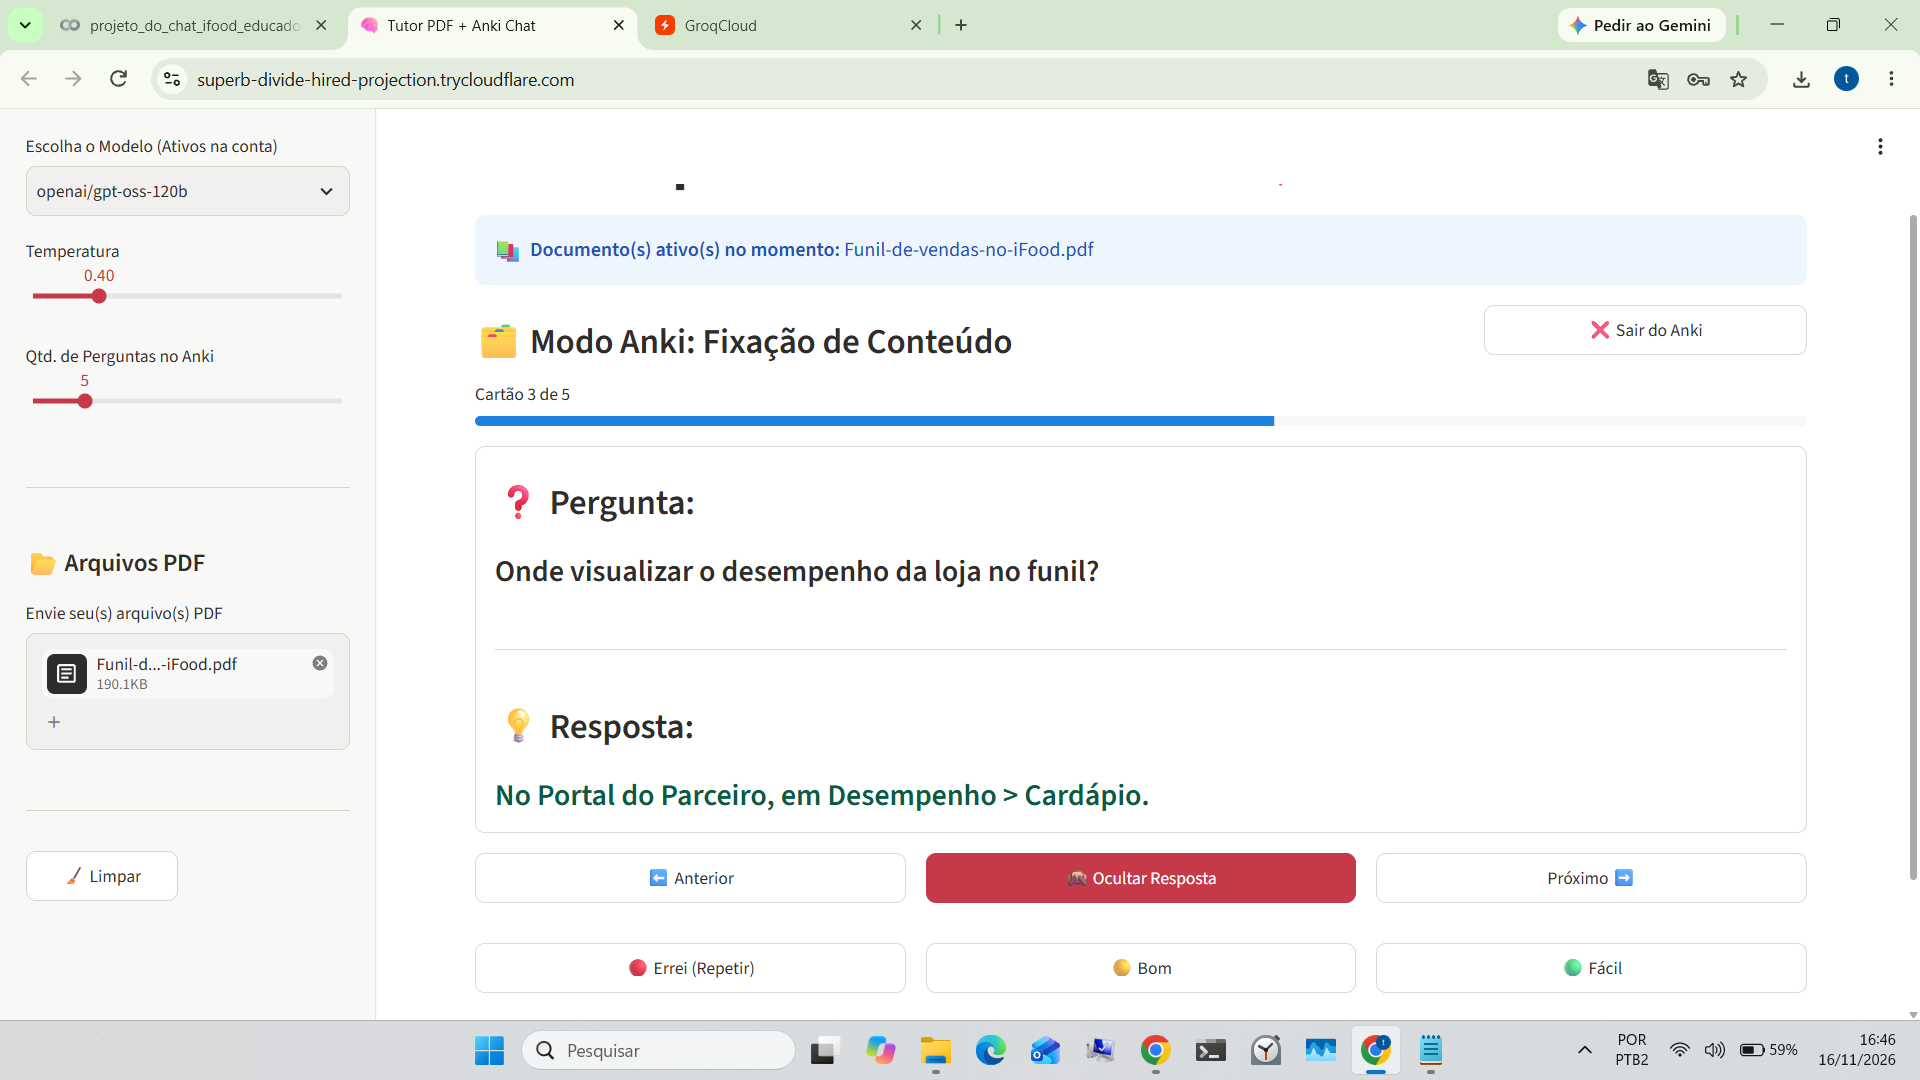 projeto_do_chat_ifood_educado
Tutor PDF + Anki Chat
GroqCloud
Pedir ao Gemini
superb-divide-hired-projection.trycloudflare.com
t
Escolha o Modelo (Ativos na conta)
openai/gpt-oss-120b
Temperatura
0.40
Qtd. de Perguntas no Anki
5
Arquivos PDF
Envie seu(s) arquivo(s) PDF
Funil-d...-iFood.pdf
190.1KB
Limpar
Documento(s) ativo(s) no momento: Funil-de-vendas-no-iFood.pdf
Modo Anki: Fixação de Conteúdo
Sair do Anki
Cartão 3 de 5
Pergunta:
Onde visualizar o desempenho da loja no funil?
Resposta:
No Portal do Parceiro, em Desempenho > Cardápio.
Anterior
Ocultar Resposta
Próximo
Errei (Repetir)
Bom
Fácil
Pesquisar
POR
PTB2
59%
16:46
16/11/2026